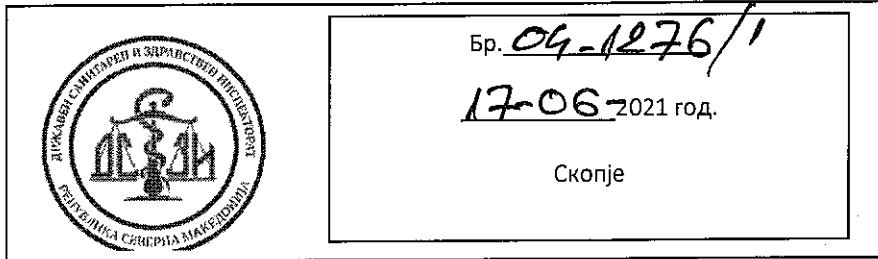 ДРЖАВЕН САНИТАРЕН И ЗДРАВСТВЕН ИНСПЕКТОРАТ
ДСЗИ
РЕПУБЛИКА СЕВЕРНА МАКЕДОНИЈА
Бр. 04-1276/1
17-06-2021 год.
Скопје